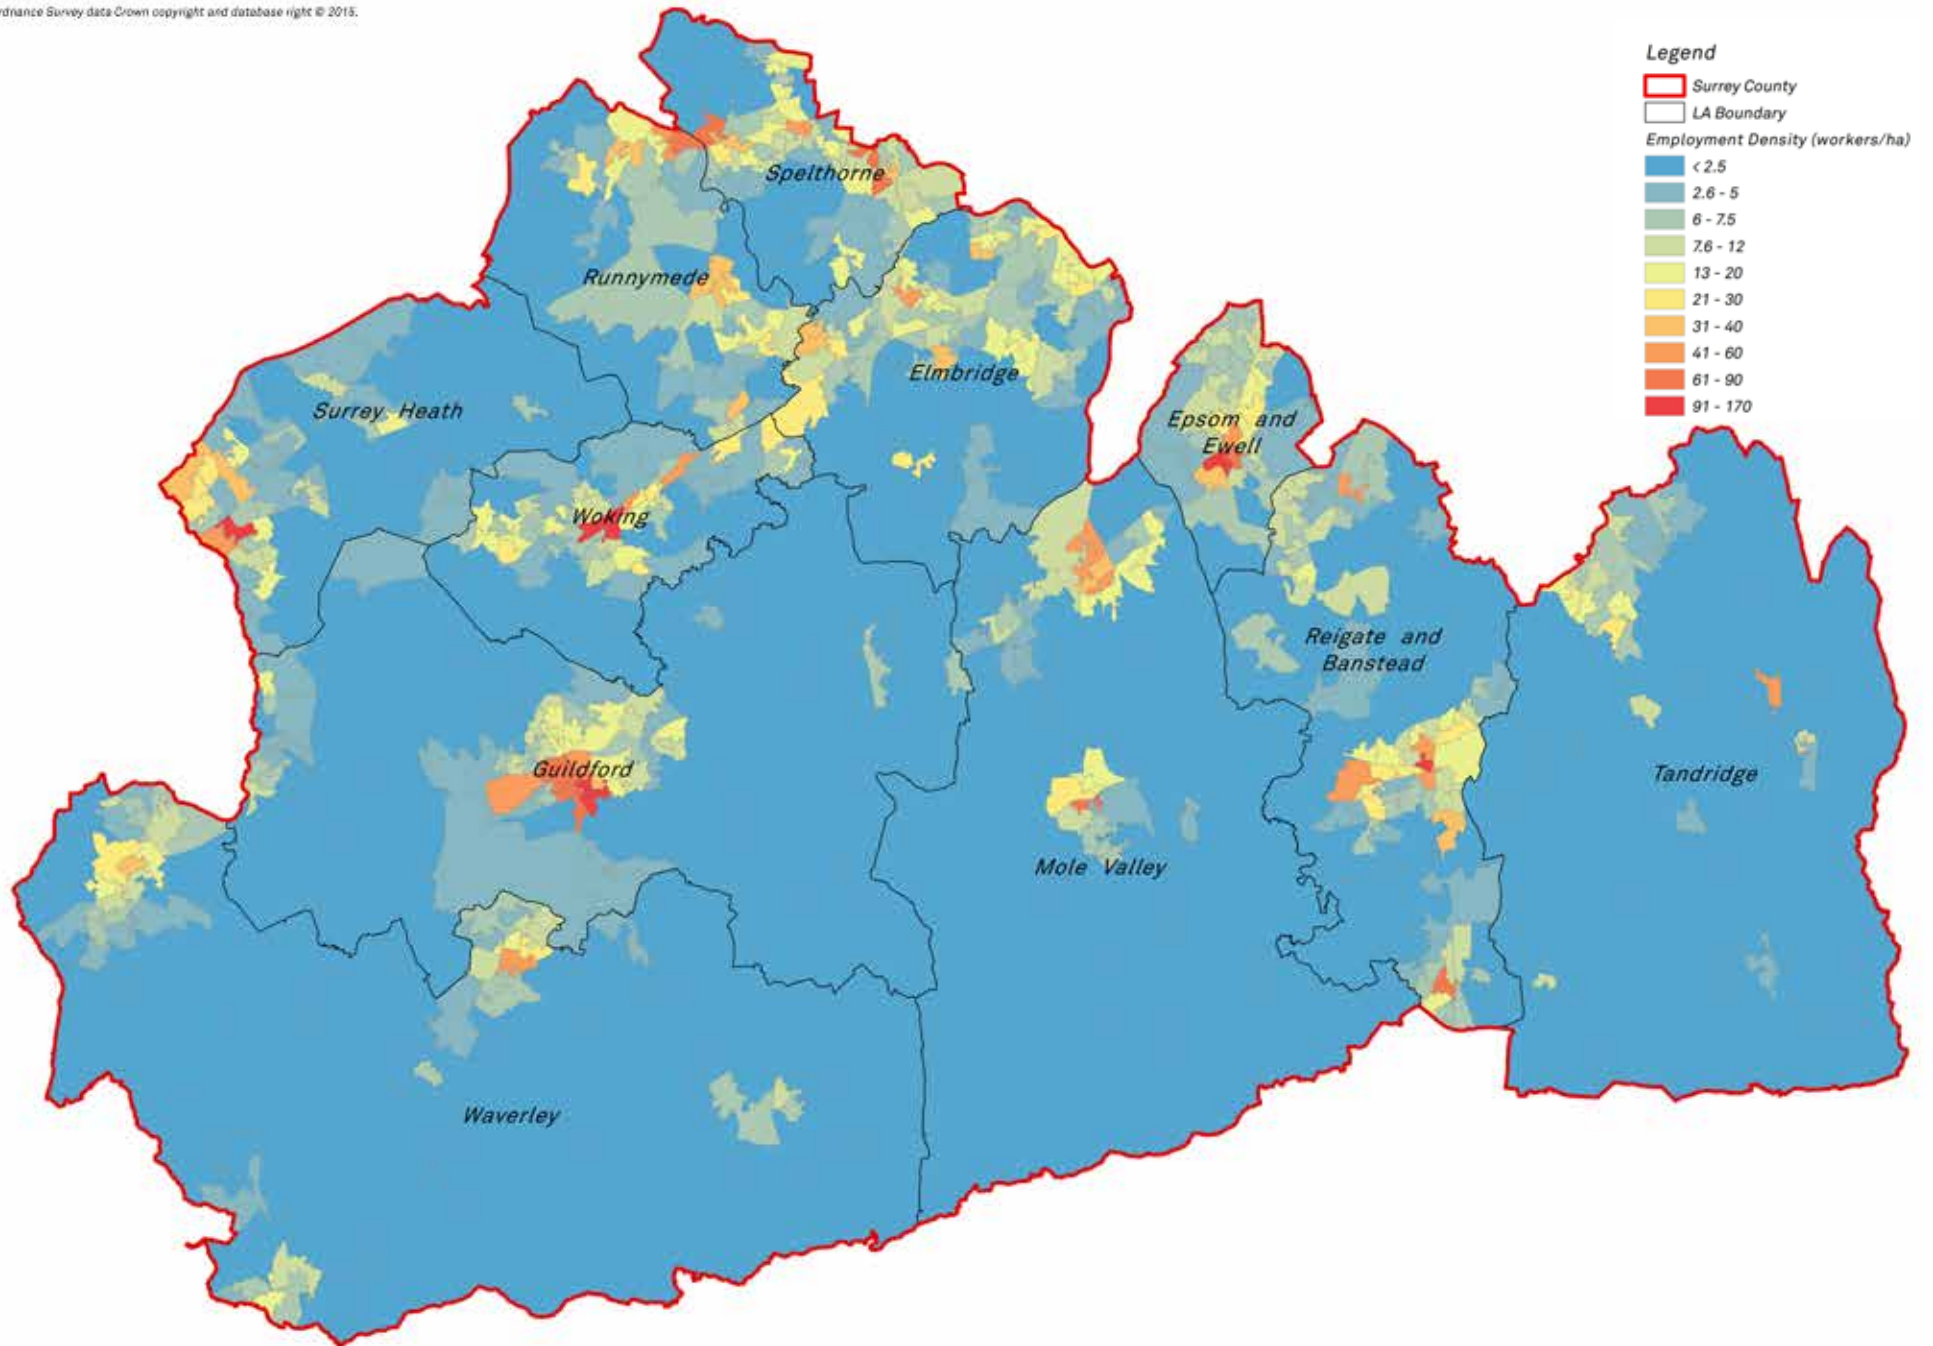 rdnance Survey data Crown copyright and database right © 2015.
Legend
Surrey County
LA Boundary
Employment Density (workers/ha)
< 2.5
2.6 - 5
6 - 7.5
7.6 - 12
13 - 20
21 - 30
31 - 40
41 - 60
61 - 90
91 - 170
Spelthorne
Runnymede
Elmbridge
Surrey Heath
Epsom and
Ewell
Woking
Reigate and
Banstead
Guildford
Tandridge
Mole Valley
Waverley